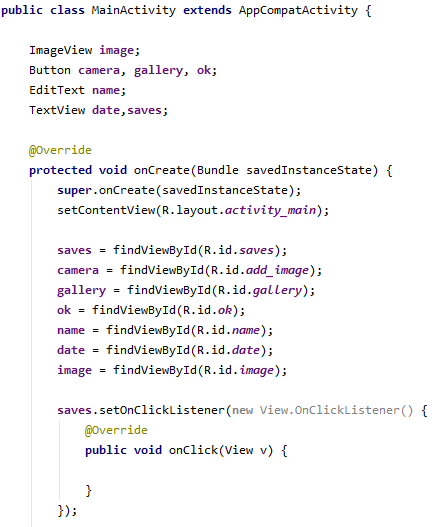 public class MainActivity extends AppCompatActivity {
ImageView image;
Button camera, gallery, ok;
EditText name;
TextView date,saves;
@Override
protected void onCreate(Bundle savedInstanceState) {
super.onCreate(savedInstanceState);
setContentView(R.layout.activity_main);
saves = findViewById(R.id.saves);
camera = findViewById(R.id.add_image);
gallery = findViewById(R.id.gallery);
ok = findViewById(R.id.ok);
name = findViewById(R.id.name);
date = findViewById(R.id.date);
image = findViewById(R.id.image);
saves.setOnClickListener(new View.OnClickListener() {
@Override
public void onClick(View v) {
}
});